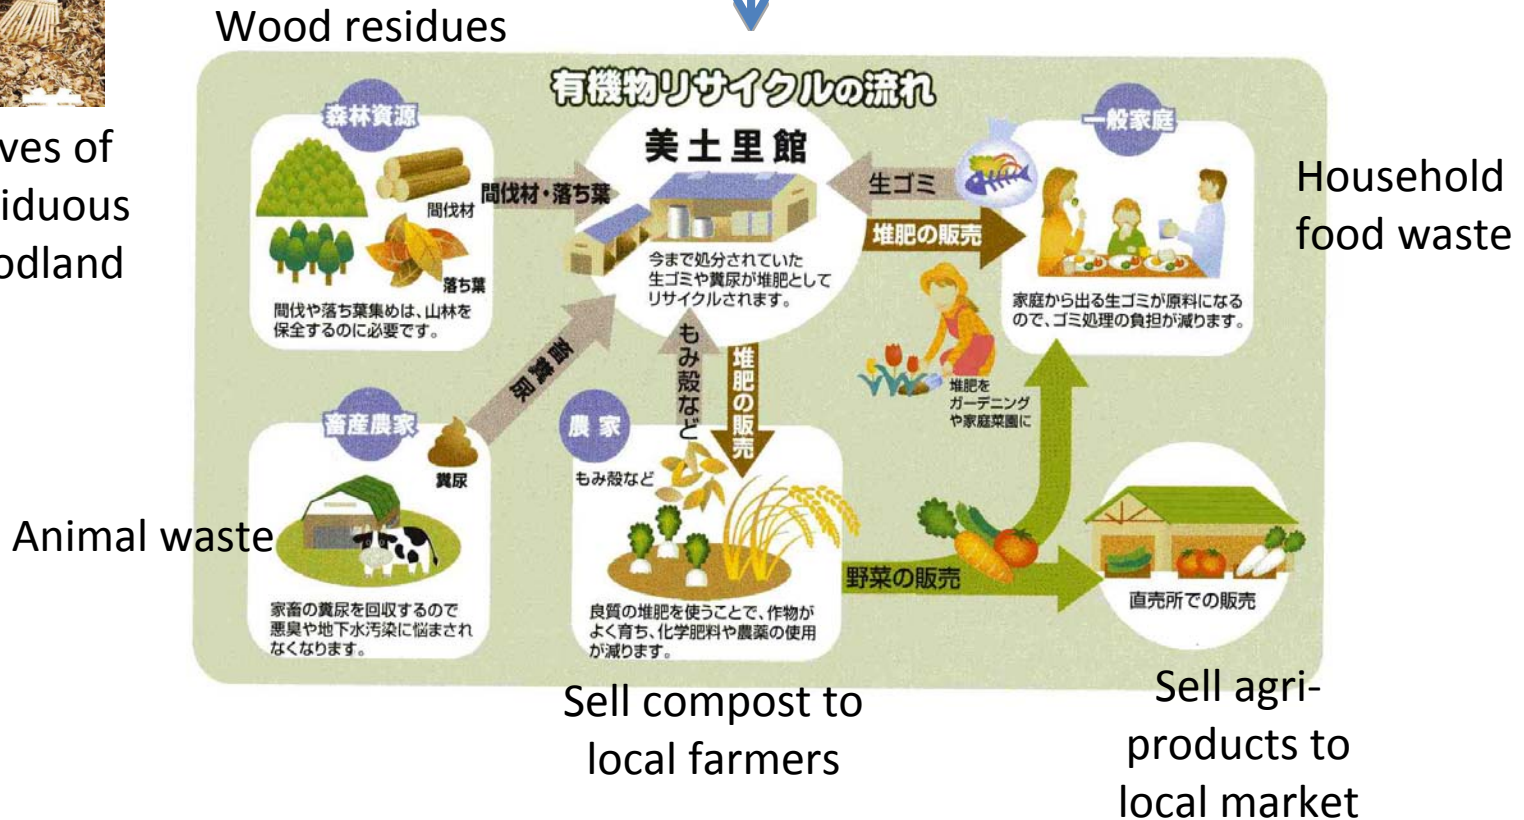 Wood residues
ves of
iduous
odland
有機物リサイクルの流れ
森林資源
間伐材
落ち葉
間伐や落ち葉集めは、山林を
保全するのに必要です。
間伐材・落ち葉
美土里館
今まで処分されていた
生ゴミや糞尿が堆肥として
リサイクルされます。
生ゴミ
堆肥の販売
一般家庭
家庭から出る生ゴミが原料になる
ので、ゴミ処理の負担が減ります。
Household
food waste
堆肥を
ガーデニング
や家庭菜園に
畜糞尿
もみ殻など
堆肥の販売
畜産農家
糞尿
家畜の糞尿を回収するので
悪臭や地下水汚染に悩まされ
なくなります。
Animal waste
農家
もみ殻など
良質の堆肥を使うことで、作物が
よく育ち、化学肥料や農薬の使用
が減ります。
野菜の販売
直売所での販売
Sell compost to
local farmers
Sell agri-
products to
local market